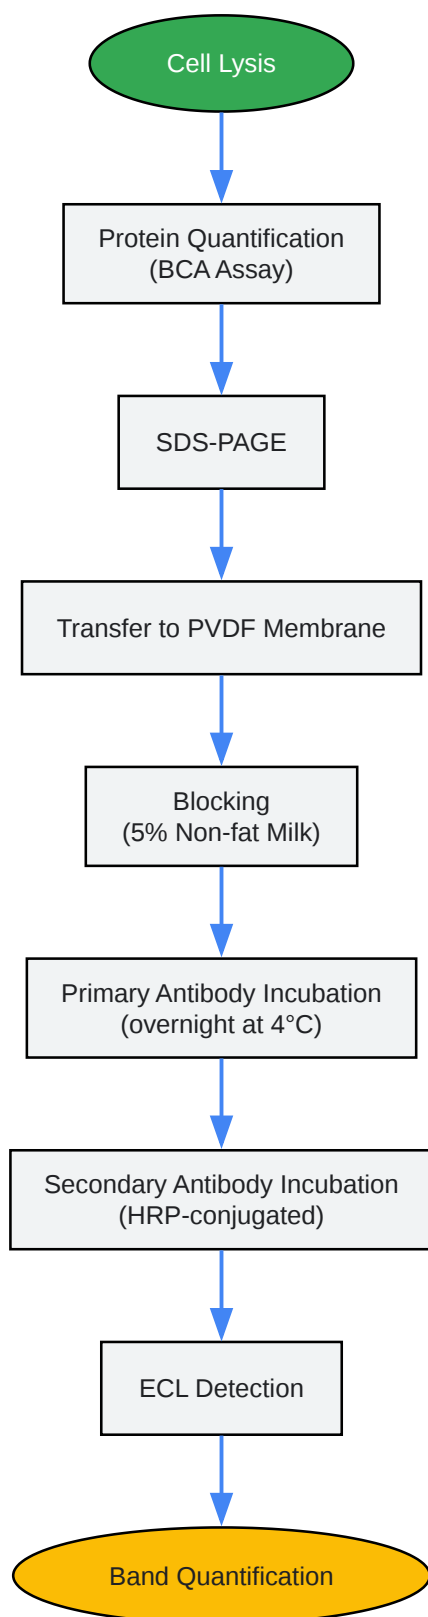 Cell Lysis
Protein Quantification
(BCA Assay)
SDS-PAGE
Transfer to PVDF Membrane
Blocking
(5% Non-fat Milk)
Primary Antibody Incubation
(overnight at 4°C)
Secondary Antibody Incubation
(HRP-conjugated)
ECL Detection
Band Quantification